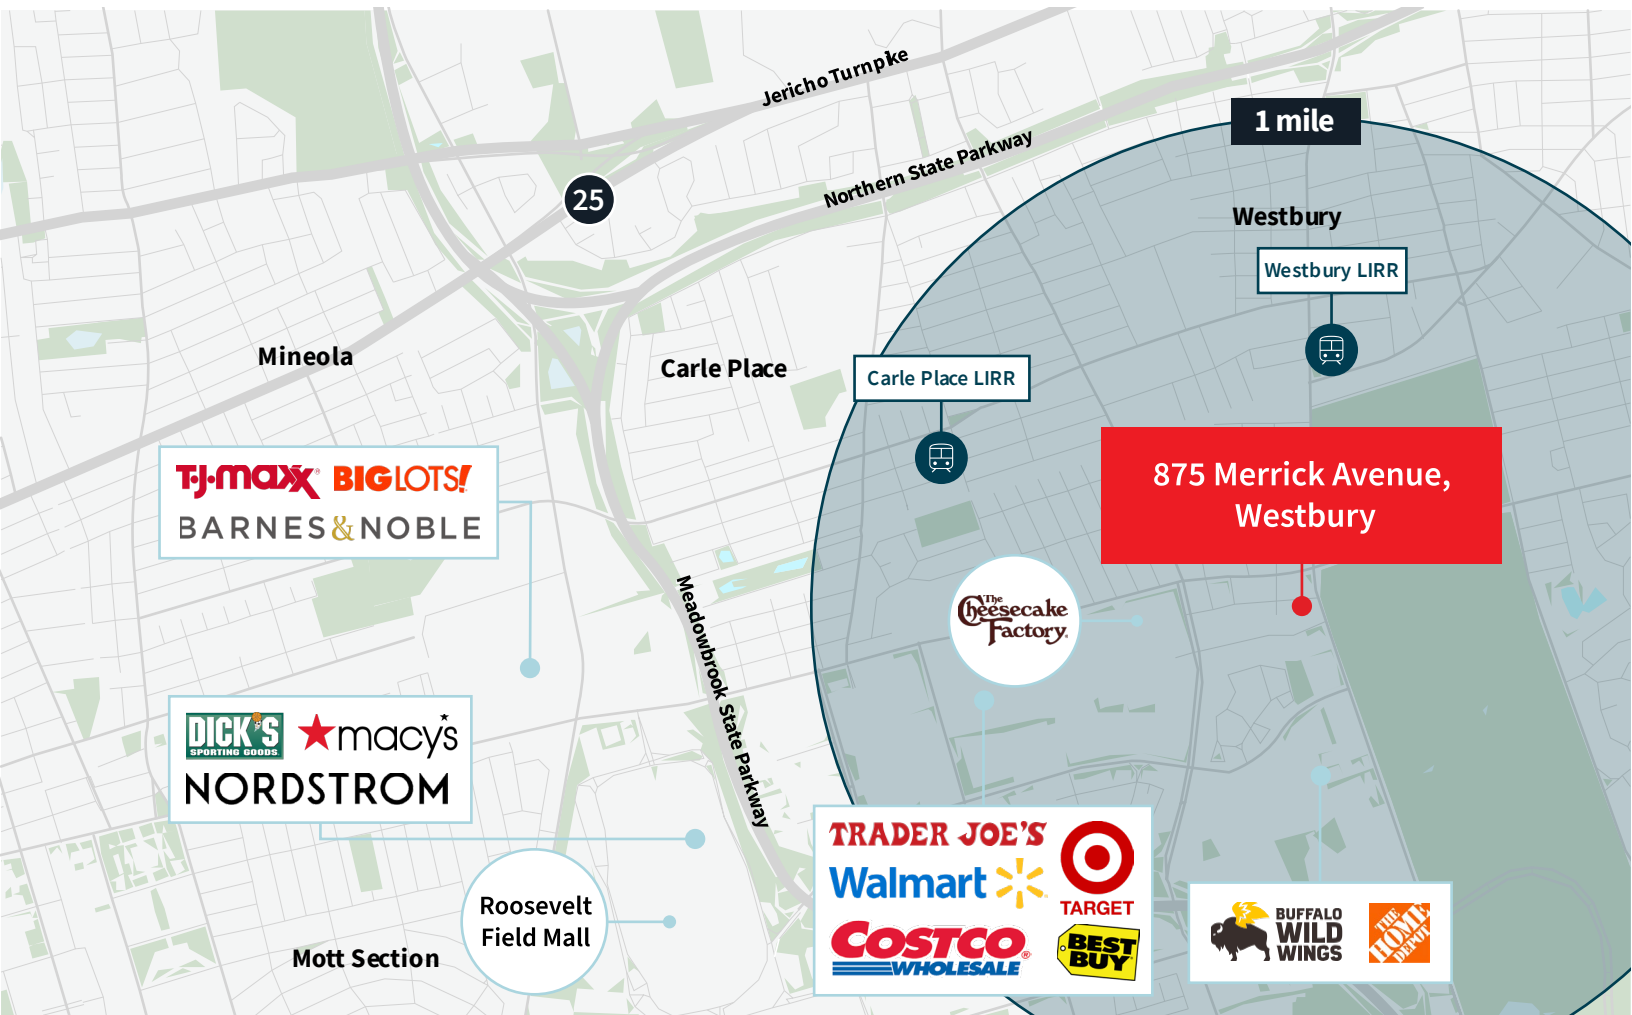 Jericho Turnpike
1 mile
Northern State Parkway
25
Westbury
Westbury LIRR
Mineola
Carle Place
Carle Place LIRR
T.J.maxx® BIG LOTS!
BARNES & NOBLE
875 Merrick Avenue,
Westbury
The
Cheesecake
Factory®
Meadowbrook State Parkway
DICK'S
SPORTING GOODS
macy's
NORDSTROM
TRADER JOE'S
Walmart
TARGET
COSTCO®
WHOLESALE
BEST
BUY
Roosevelt
Field Mall
BUFFALO
WILD
WINGS
THE
HOME
DEPOT
Mott Section